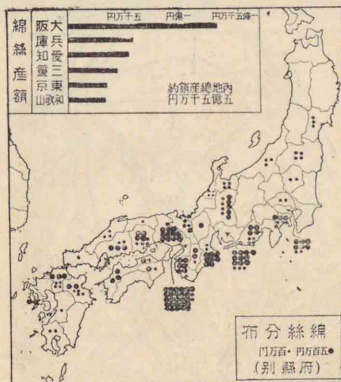 綿絲産額
五千万円
一億円
一億五千万円
大阪
兵庫
愛知
三重
東京
和歌山
内地總産額約
五億五千万円
綿絲分布
●五百万円 ・百万円
(府縣別)